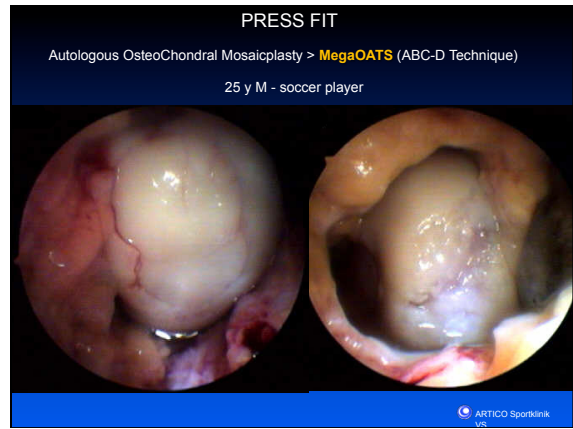 PRESS FIT
Autologous OsteoChondral Mosaicplasty > MegaOATS (ABC-D Technique)
25 y M - soccer player
ARTICO Sportklinik
VS